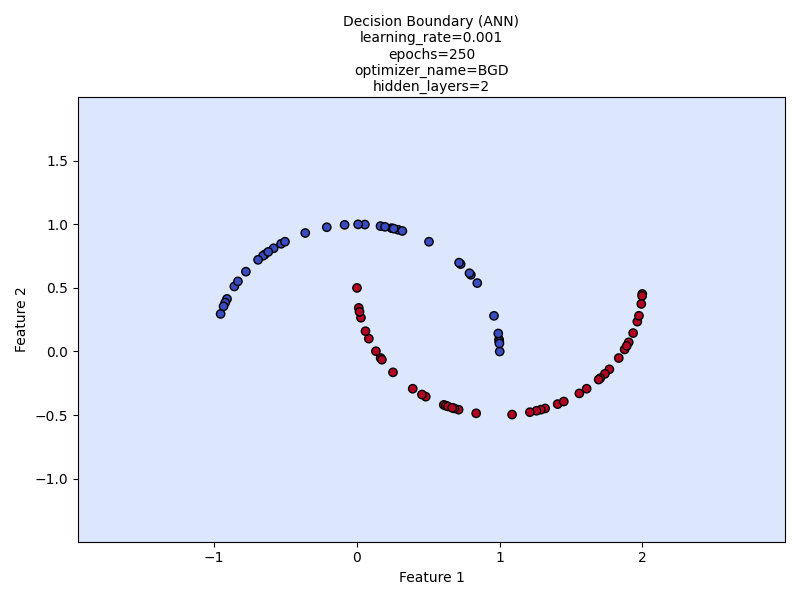 Decision Boundary (ANN)
learning_rate=0.001
epochs=250
optimizer_name=BGD
hidden_layers=2
1.5
1.0
0.5
0.0
−0.5
−1.0
Feature 2
−1
0
1
2
Feature 1